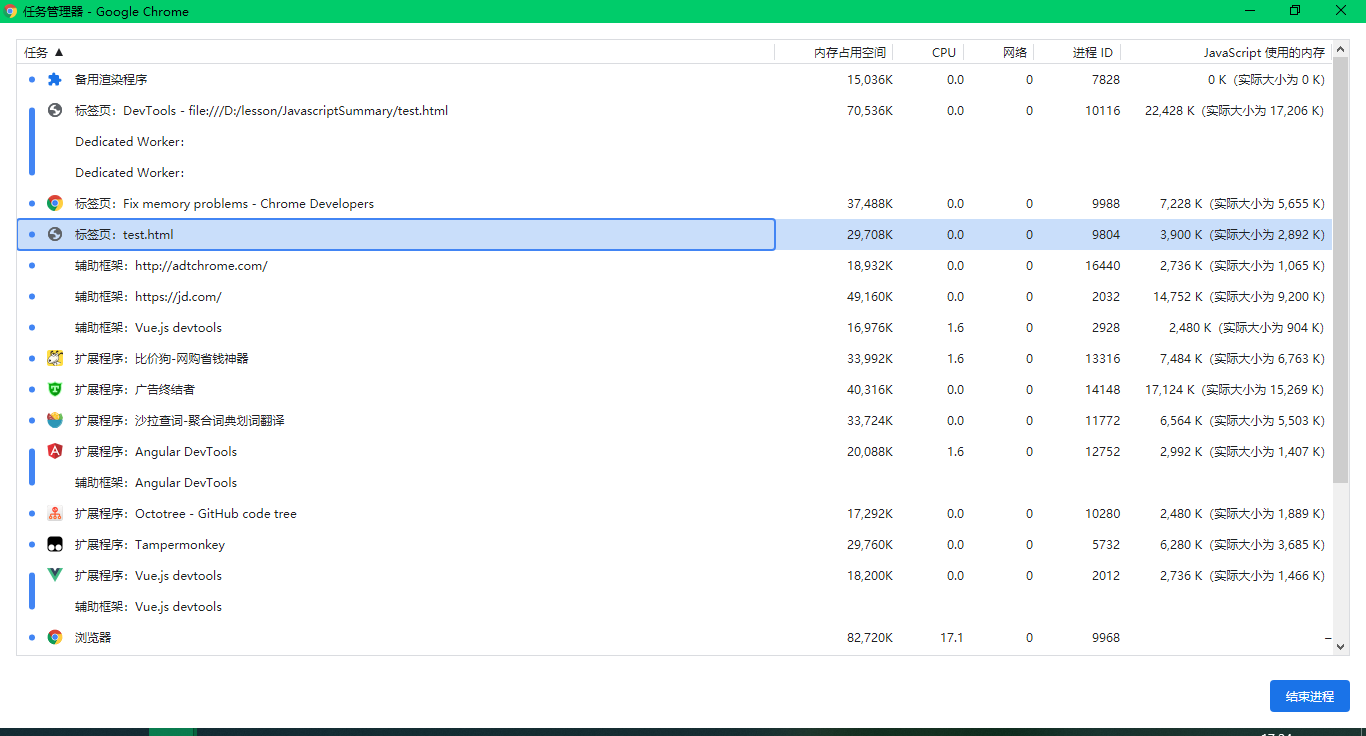 任务管理器 - Google Chrome
任务 ▲ 内存占用空间 CPU 网络 进程 ID JavaScript 使用的内存
备用渲染程序 15,036K 0.0 0 7828 0 K (实际大小为 0 K)
标签页：DevTools - file:///D:/lesson/JavascriptSummary/test.html 70,536K 0.0 0 10116 22,428 K (实际大小为 17,206 K)
Dedicated Worker:
Dedicated Worker:
标签页：Fix memory problems - Chrome Developers 37,488K 0.0 0 9988 7,228 K (实际大小为 5,655 K)
标签页：test.html 29,708K 0.0 0 9804 3,900 K (实际大小为 2,892 K)
辅助框架：http://adtchrome.com/ 18,932K 0.0 0 16440 2,736 K (实际大小为 1,065 K)
辅助框架：https://jd.com/ 49,160K 0.0 0 2032 14,752 K (实际大小为 9,200 K)
辅助框架：Vue.js devtools 16,976K 1.6 0 2928 2,480 K (实际大小为 904 K)
扩展程序：比价狗-网购省钱神器 33,992K 1.6 0 13316 7,484 K (实际大小为 6,763 K)
扩展程序：广告终结者 40,316K 0.0 0 14148 17,124 K (实际大小为 15,269 K)
扩展程序：沙拉查词-聚合词典划词翻译 33,724K 0.0 0 11772 6,564 K (实际大小为 5,503 K)
扩展程序：Angular DevTools 20,088K 1.6 0 12752 2,992 K (实际大小为 1,407 K)
辅助框架：Angular DevTools
扩展程序：Octotree - GitHub code tree 17,292K 0.0 0 10280 2,480 K (实际大小为 1,889 K)
扩展程序：Tampermonkey 29,760K 0.0 0 5732 6,280 K (实际大小为 3,685 K)
扩展程序：Vue.js devtools 18,200K 0.0 0 2012 2,736 K (实际大小为 1,466 K)
辅助框架：Vue.js devtools
浏览器 82,720K 17.1 0 9968 –
结束进程